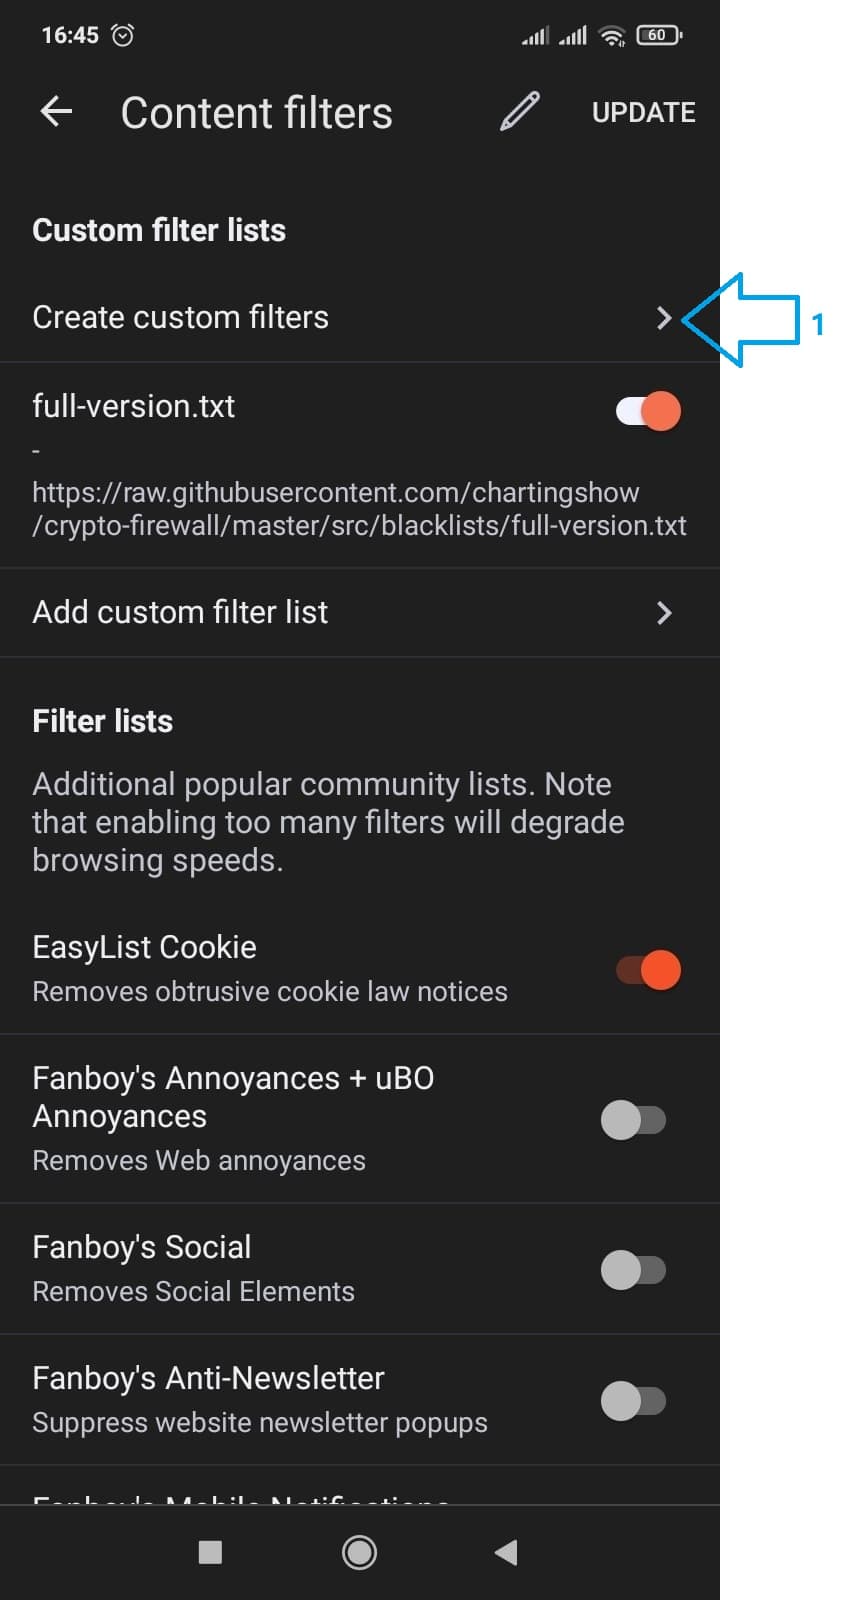 16:45
60
Content filters
UPDATE
Custom filter lists
Create custom filters
1
full-version.txt
-
https://raw.githubusercontent.com/chartingshow
/crypto-firewall/master/src/blacklists/full-version.txt
Add custom filter list
Filter lists
Additional popular community lists. Note
that enabling too many filters will degrade
browsing speeds.
EasyList Cookie
Removes obtrusive cookie law notices
Fanboy's Annoyances + uBO
Annoyances
Removes Web annoyances
Fanboy's Social
Removes Social Elements
Fanboy's Anti-Newsletter
Suppress website newsletter popups
Fanboy's Mobile Notifications